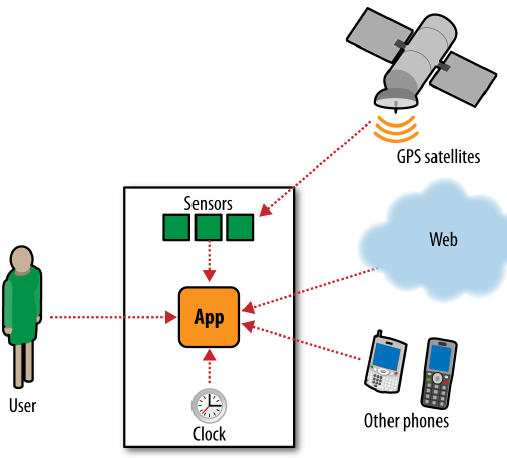 GPS satellites
Sensors
Web
App
User
Clock
Other phones